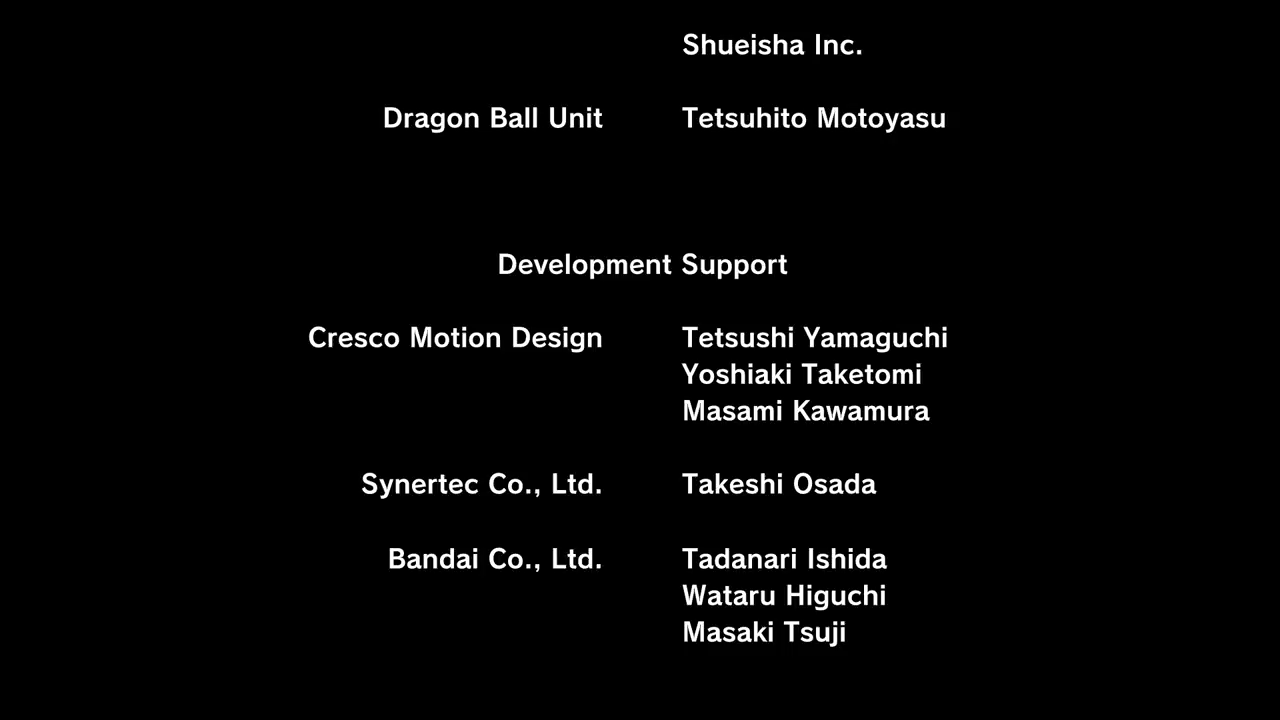 Shueisha Inc.
Dragon Ball Unit Tetsuhito Motoyasu
Development Support
Cresco Motion Design Tetsushi Yamaguchi
Yoshiaki Taketomi
Masami Kawamura
Synertec Co., Ltd. Takeshi Osada
Bandai Co., Ltd. Tadanari Ishida
Wataru Higuchi
Masaki Tsuji